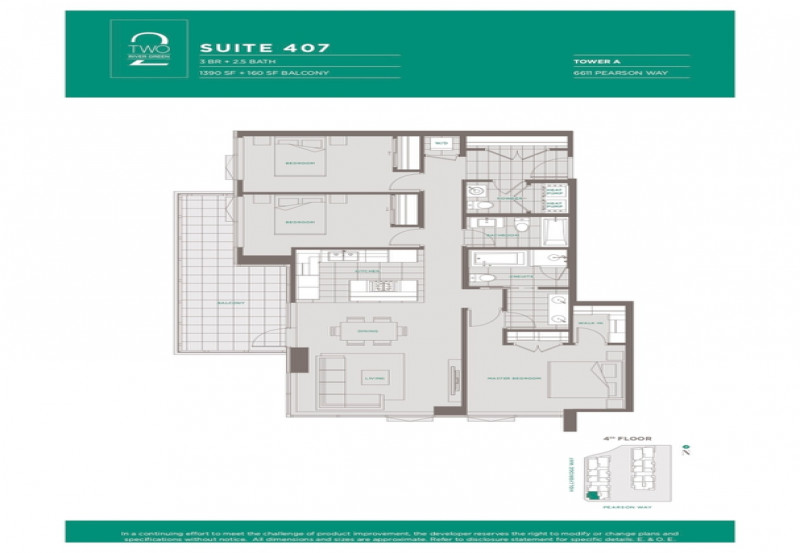 2
TWO
RIVER GREEN
SUITE 407
3 BR + 2.5 BATH
1390 SF + 160 SF BALCONY
TOWER A
6611 PEARSON WAY
W/D
BEDROOM
HEAT
PUMP
HEAT
PUMP
BEDROOM
KITCHEN
ENSUITE
BALCONY
DINING
WALK-IN
LIVING
MASTER BEDROOM
4TH FLOOR
HOLLYBRIDGE WAY
PEARSON WAY
In a continuing effort to meet the challenge of product improvement, the developer reserves the right to modify or change plans and
specifications without notice. All dimensions and sizes are approximate. Refer to disclosure statement for specific details. E. & O.E.